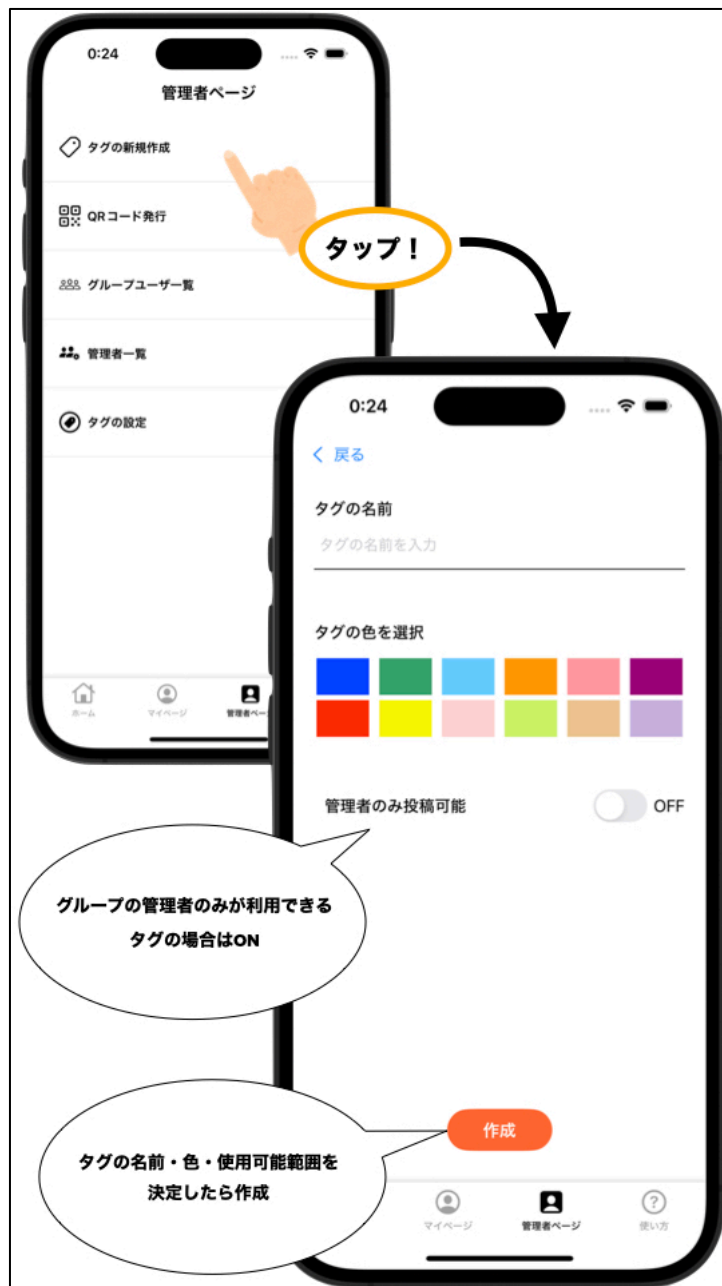 0:24
管理者ページ
タグの新規作成
QRコード発行
グループユーザー覧
管理者一覧
タグの設定
ホーム
マイページ
管理者ペー
タップ！
0:24
戻る
タグの名前
タグの名前を入力
タグの色を選択
管理者のみ投稿可能
OFF
グループの管理者のみが利用できる
タグの場合はON
作成
タグの名前・色・使用可能範囲を
決定したら作成
マイページ
管理者ページ
使い方